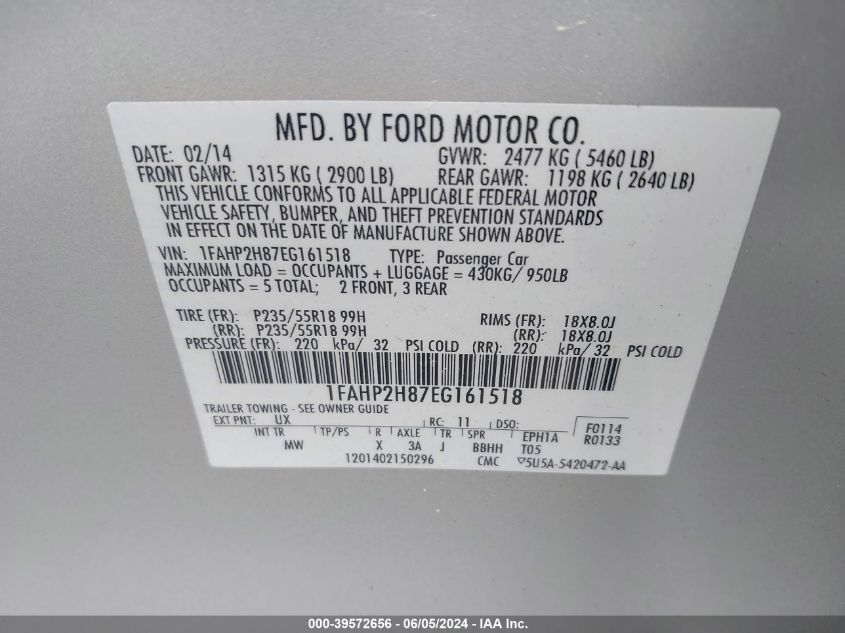 MFD. BY FORD MOTOR CO.
DATE: 02/14 GVWR: 2477 KG ( 5460 LB)
FRONT GAWR: 1315 KG ( 2900 LB) REAR GAWR: 1198 KG ( 2640 LB)
THIS VEHICLE CONFORMS TO ALL APPLICABLE FEDERAL MOTOR
VEHICLE SAFETY, BUMPER, AND THEFT PREVENTION STANDARDS
IN EFFECT ON THE DATE OF MANUFACTURE SHOWN ABOVE.
VIN: 1FAHP2H87EG161518 TYPE: Passenger Car
MAXIMUM LOAD = OCCUPANTS + LUGGAGE = 430KG/ 950LB
OCCUPANTS = 5 TOTAL; 2 FRONT, 3 REAR
TIRE (FR): P235/55R18 99H RIMS (FR): 18X8.0J
(RR): P235/55R18 99H (RR): 18X8.0J
PRESSURE (FR): 220 kPa/ 32 PSI COLD (RR): 220 kPa/ 32 PSI COLD
1FAHP2H87EG161518
TRAILER TOWING - SEE OWNER GUIDE
EXT PNT: UX RC: 11 DSO: F0114
INT TR TP/PS R AXLE TR SPR EPH1A R0133
MW X 3A J BBHH T05
1201402150296 CMC 5U5A-5420472-AA
000-39572656 - 06/05/2024 - IAA Inc.